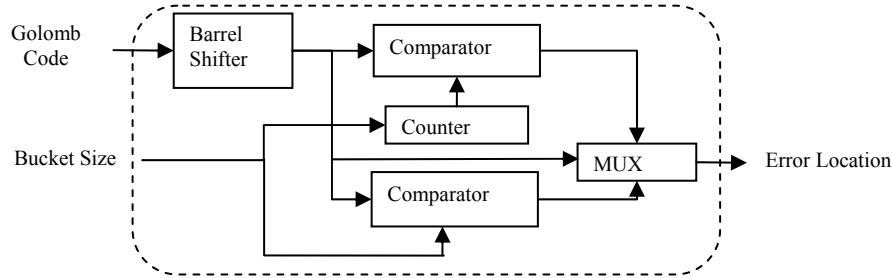 Golomb
Code
Barrel
Shifter
Comparator
Counter
Bucket Size
MUX
Error Location
Comparator